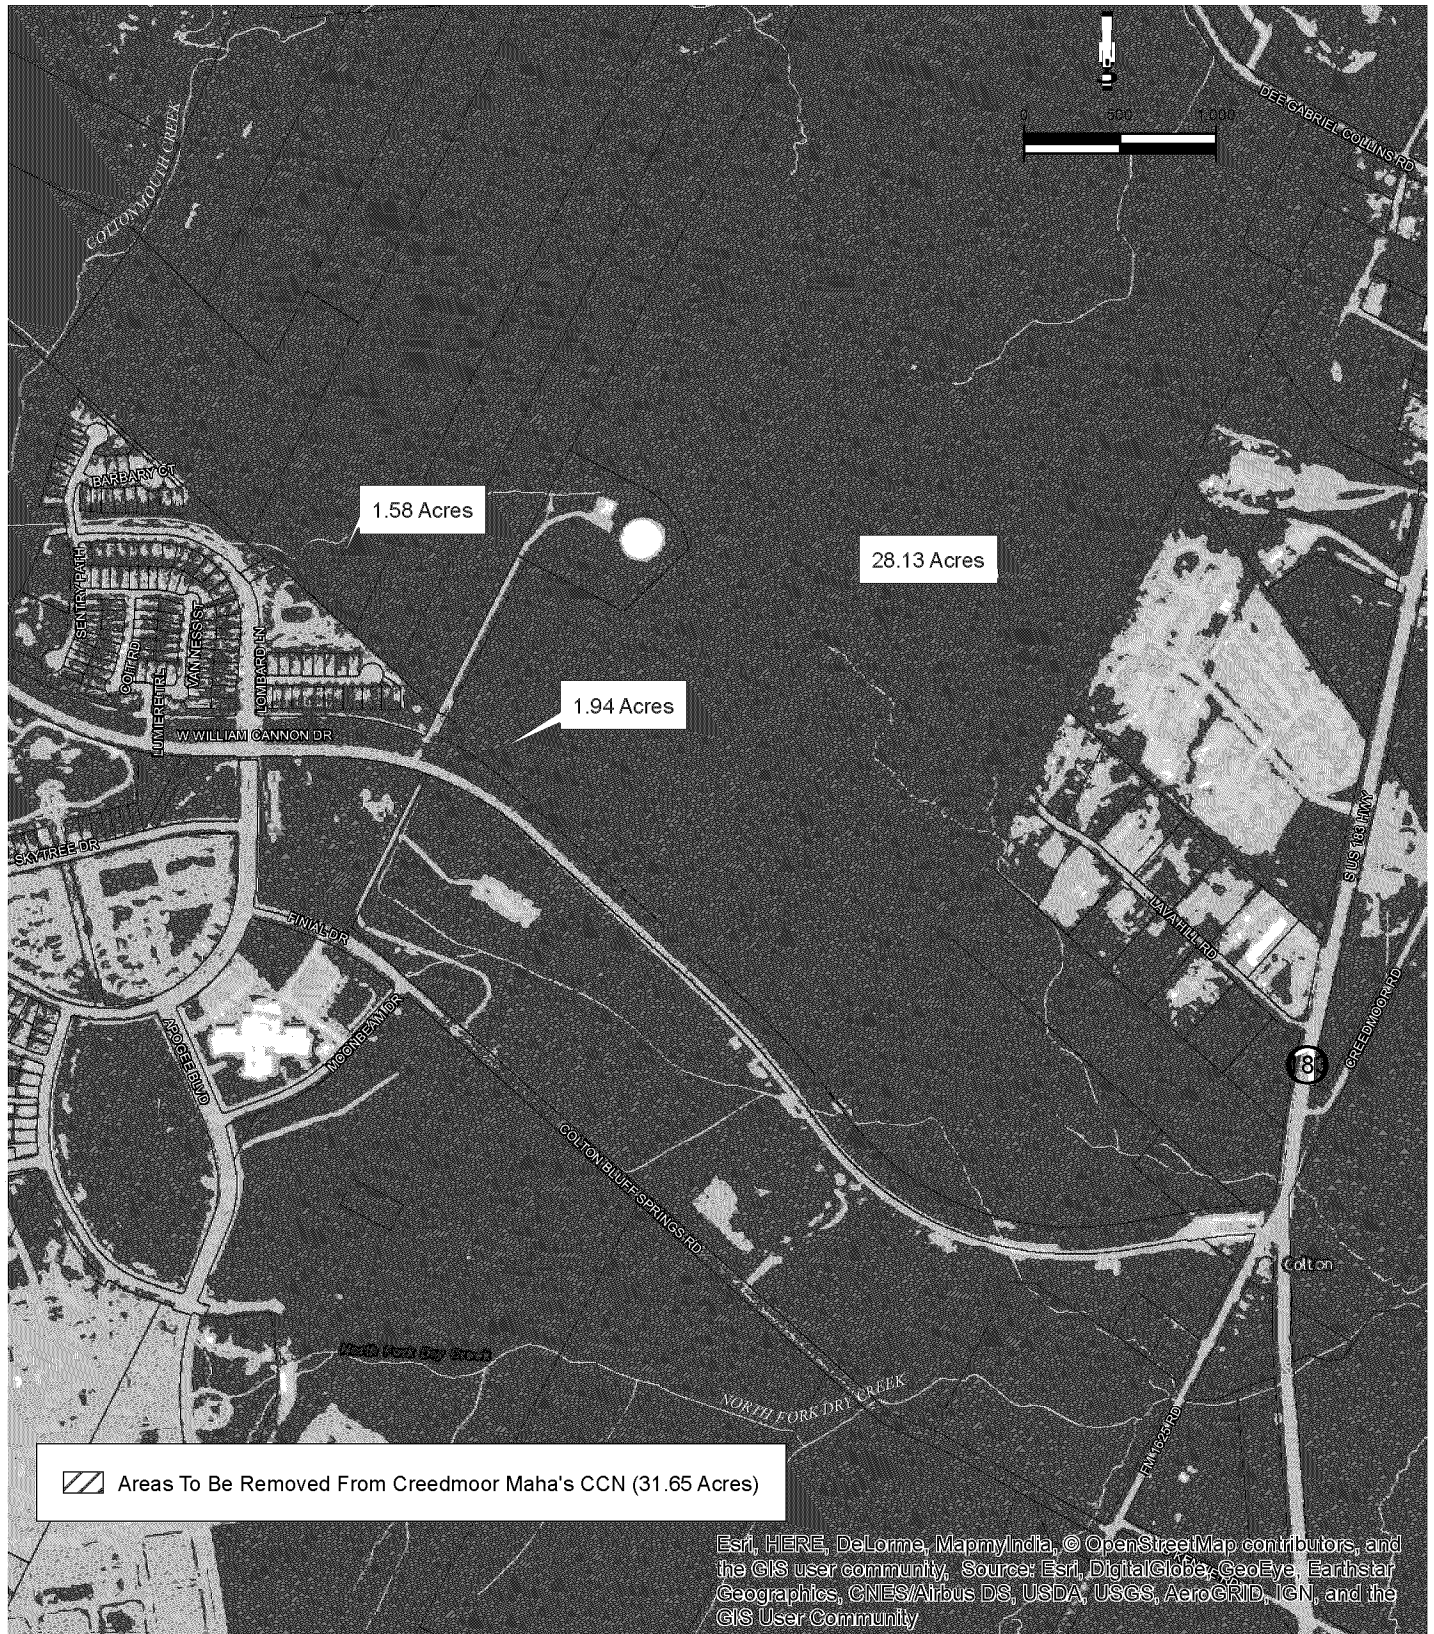 0 500 1,000
DEE GABRIEL COLLINS RD
COTTONMOUTH CREEK
BARBARY CT
1.58 Acres
28.13 Acres
SENTRY PATH
COIT RD
VAN NESS ST
LOMBARD LN
LUMIERE TRL
1.94 Acres
W WILLIAM CANNON DR
SKYTREE DR
S US 183 HWY
FINIAL DR
LAVA HILL RD
CREEDMOOR RD
APOGEE BLVD
MOONBEAM DR
183
COLTON BLUFF SPRINGS RD
Colton
North Fork Dry Creek
NORTH FORK DRY CREEK
FM 1625 RD
Areas To Be Removed From Creedmoor Maha's CCN (31.65 Acres)
Esri, HERE, DeLorme, MapmyIndia, © OpenStreetMap contributors, and
the GIS user community, Source: Esri, DigitalGlobe, GeoEye, Earthstar
Geographics, CNES/Airbus DS, USDA, USGS, AeroGRID, IGN, and the
GIS User Community